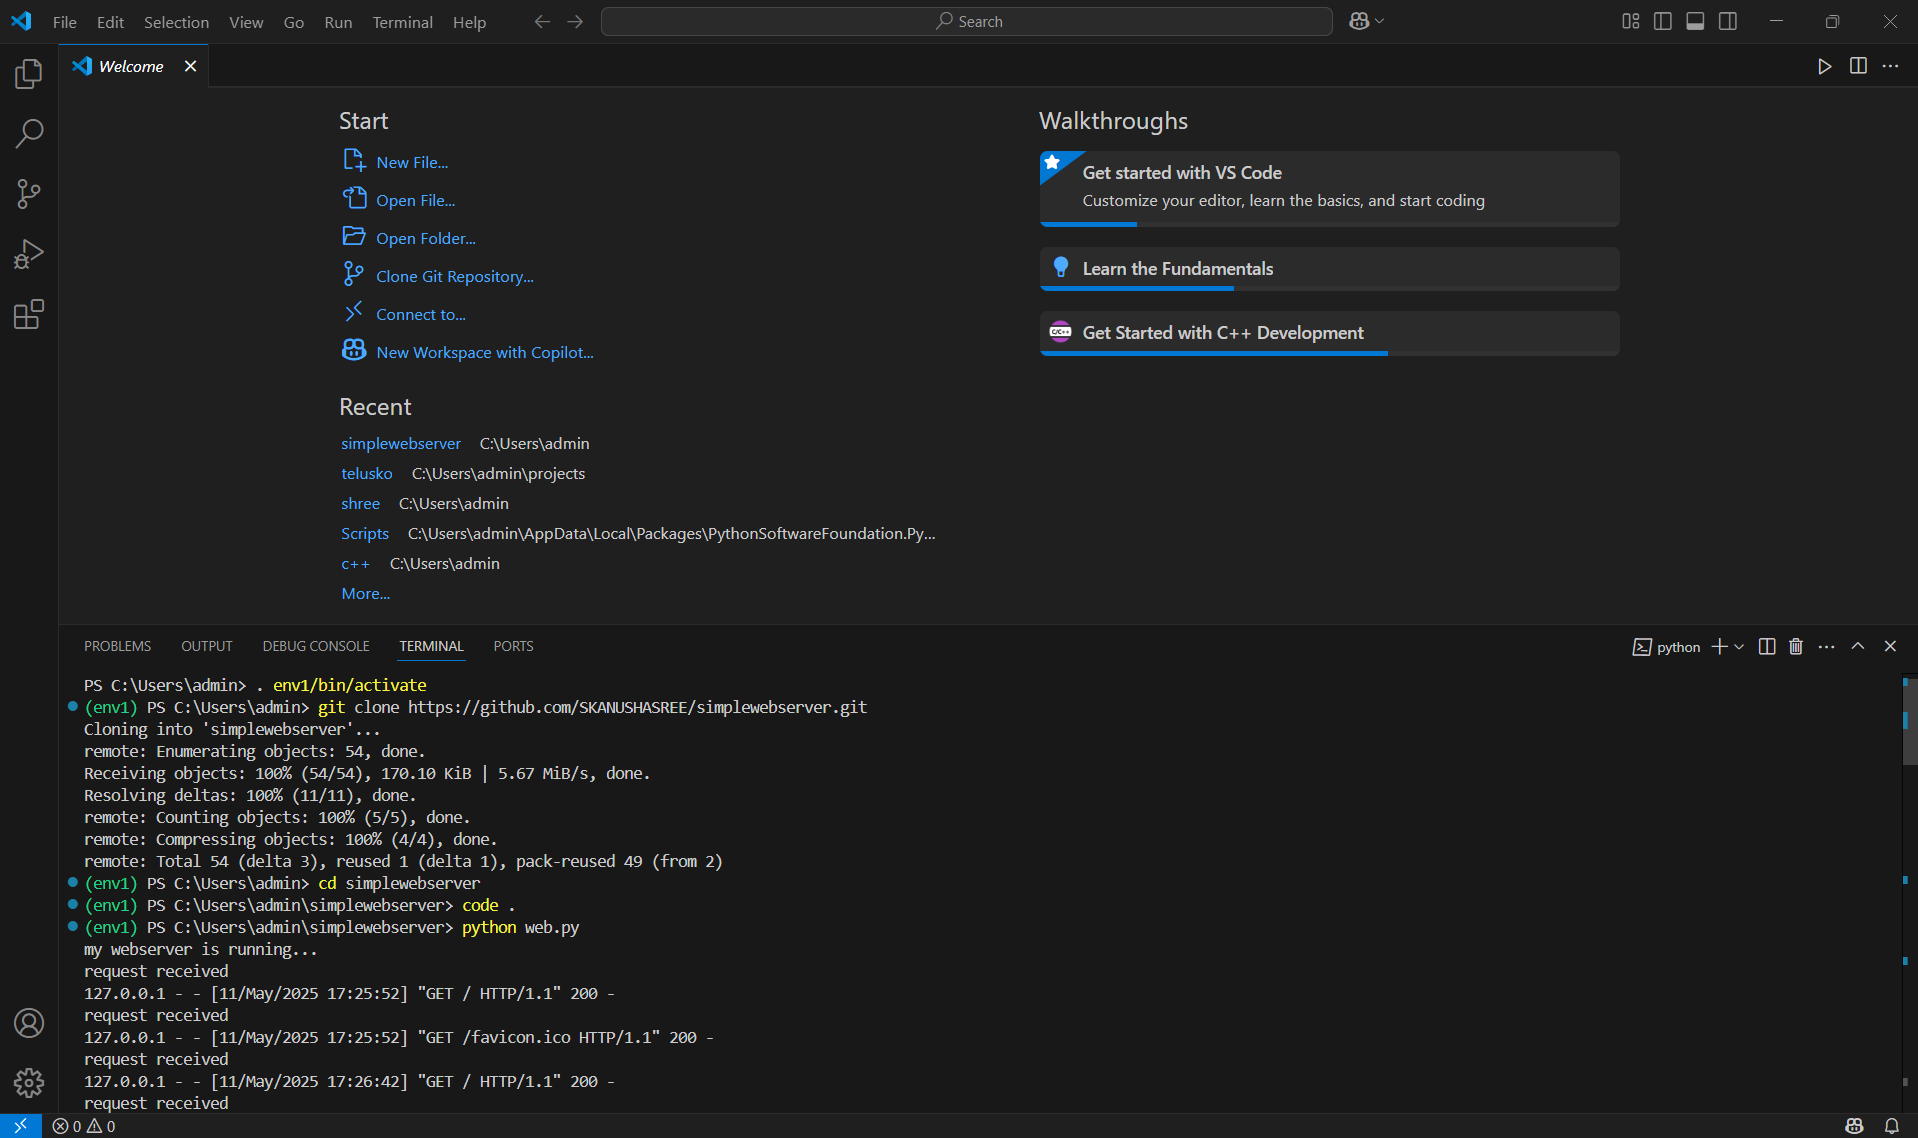 File Edit Selection View Go Run Terminal Help Search
Welcome
Start
New File...
Open File...
Open Folder...
Clone Git Repository...
Connect to...
New Workspace with Copilot...
Recent
simplewebserver C:\Users\admin
telusko C:\Users\admin\projects
shree C:\Users\admin
Scripts C:\Users\admin\AppData\Local\Packages\PythonSoftwareFoundation.Py...
c++ C:\Users\admin
More...
Walkthroughs
Get started with VS Code
Customize your editor, learn the basics, and start coding
Learn the Fundamentals
C/C++ Get Started with C++ Development
PROBLEMS OUTPUT DEBUG CONSOLE TERMINAL PORTS python
PS C:\Users\admin> . env1/bin/activate
(env1) PS C:\Users\admin> git clone https://github.com/SKANUSHASREE/simplewebserver.git
Cloning into 'simplewebserver'...
remote: Enumerating objects: 54, done.
Receiving objects: 100% (54/54), 170.10 KiB | 5.67 MiB/s, done.
Resolving deltas: 100% (11/11), done.
remote: Counting objects: 100% (5/5), done.
remote: Compressing objects: 100% (4/4), done.
remote: Total 54 (delta 3), reused 1 (delta 1), pack-reused 49 (from 2)
(env1) PS C:\Users\admin> cd simplewebserver
(env1) PS C:\Users\admin\simplewebserver> code .
(env1) PS C:\Users\admin\simplewebserver> python web.py
my webserver is running...
request received
127.0.0.1 - - [11/May/2025 17:25:52] "GET / HTTP/1.1" 200 -
request received
127.0.0.1 - - [11/May/2025 17:25:52] "GET /favicon.ico HTTP/1.1" 200 -
request received
127.0.0.1 - - [11/May/2025 17:26:42] "GET / HTTP/1.1" 200 -
request received
0 0